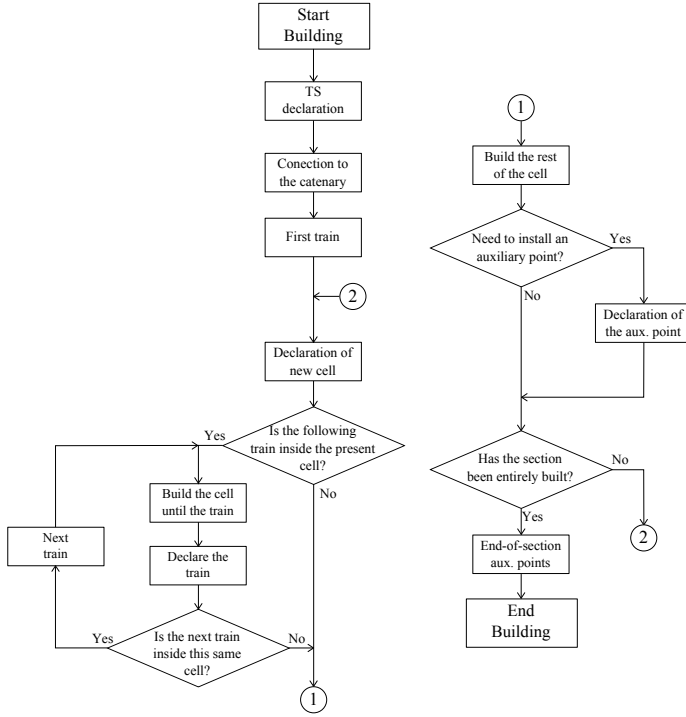 Start
Building
TS
declaration
Conection to
the catenary
First train
2
Declaration of
new cell
Is the following
train inside the present
cell?
Yes
No
Build the cell
until the train
Declare the
train
Next
train
Is the next train
inside this same
cell?
Yes
No
1
1
Build the rest
of the cell
Need to install an
auxiliary point?
Yes
No
Declaration of
the aux. point
Has the section
been entirely built?
No
Yes
2
End-of-section
aux. points
End
Building